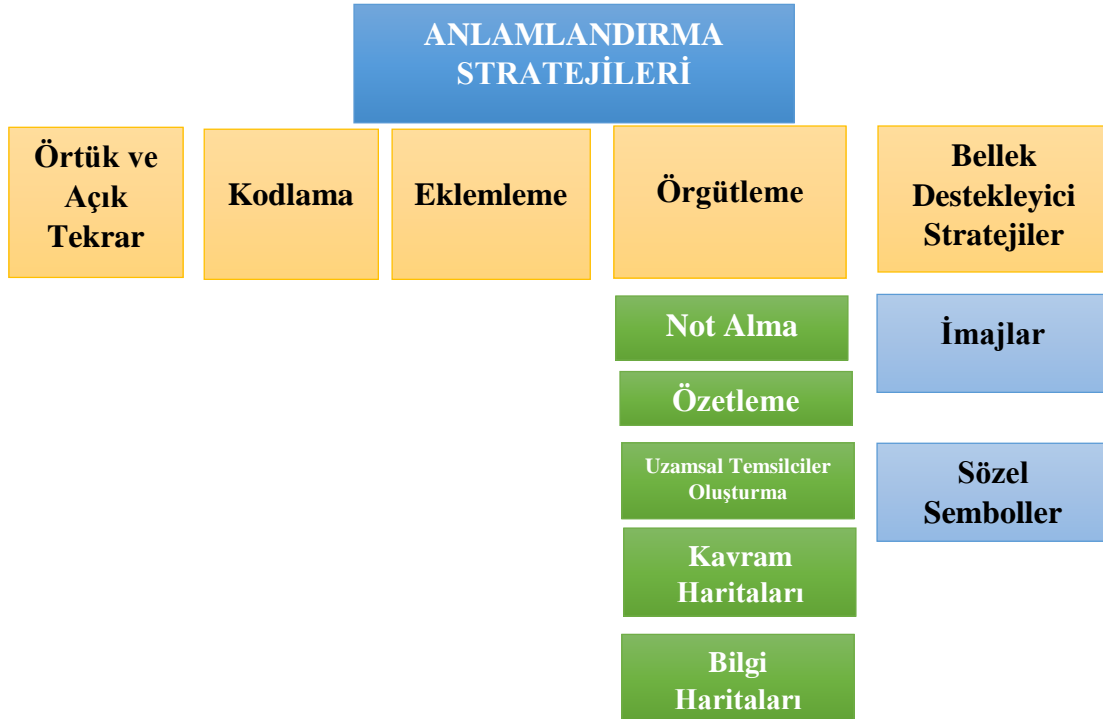 ANLAMLANDIRMA
STRATEJİLERİ
Örtük ve
Açık
Tekrar
Kodlama
Eklemleme
Örgütleme
Bellek
Destekleyici
Stratejiler
Not Alma
Özetleme
Uzamsal Temsilciler
Oluşturma
Kavram
Haritaları
Bilgi
Haritaları
İmajlar
Sözel
Semboller